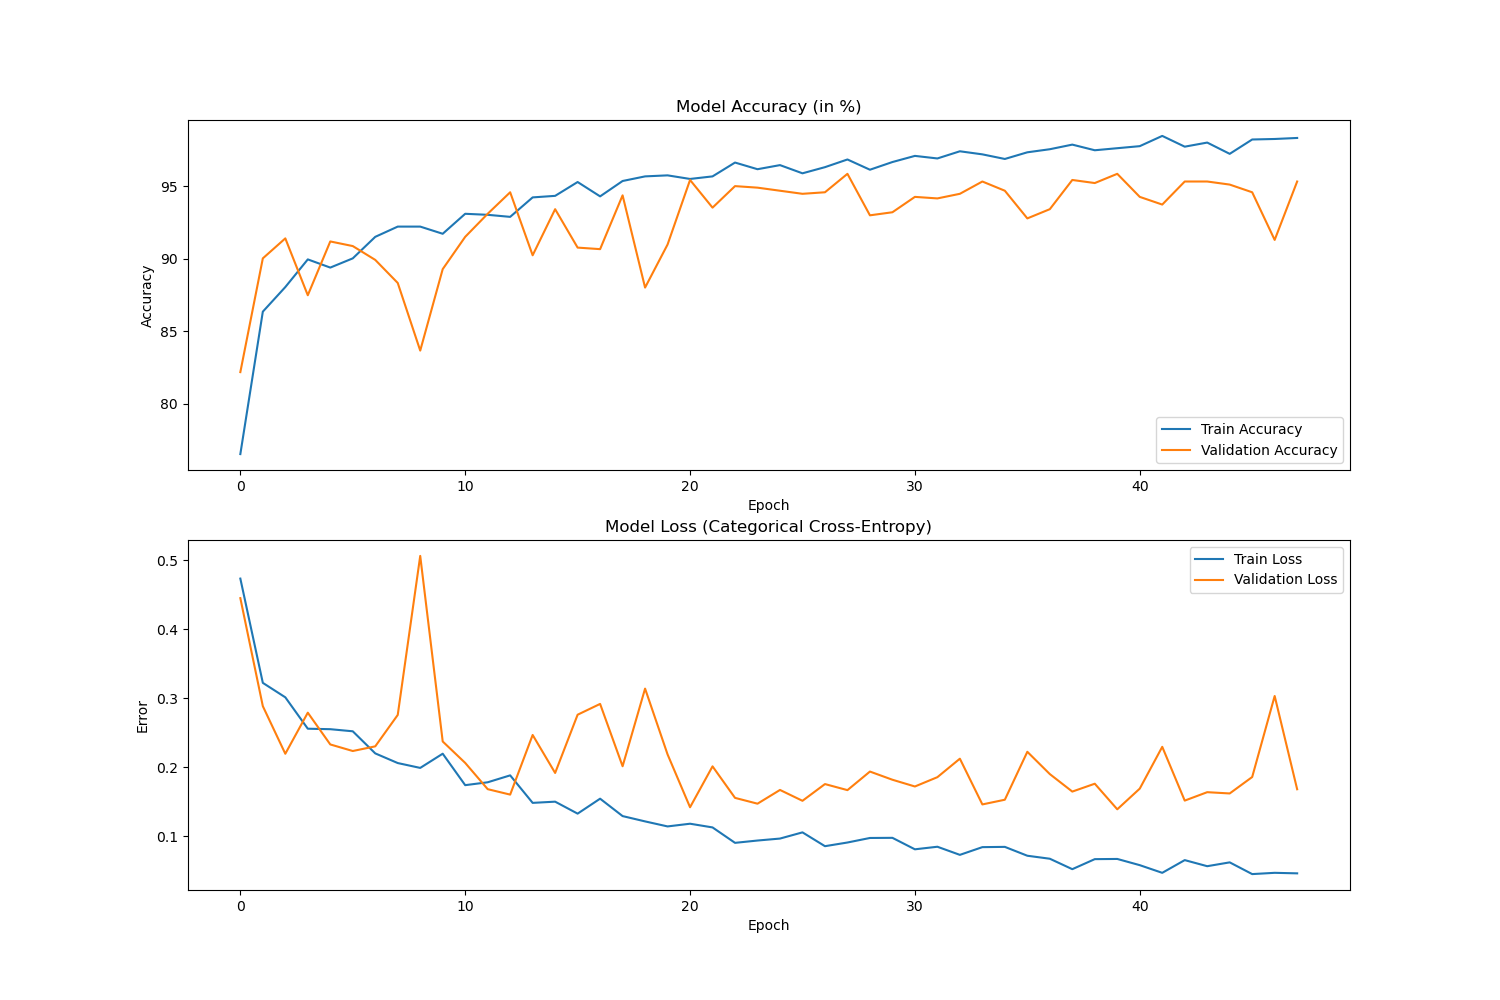 Model Accuracy (in %)
Accuracy
95
90
85
80
Train Accuracy
Validation Accuracy
0 10 20 30 40
Epoch
Model Loss (Categorical Cross-Entropy)
Error
0.5
0.4
0.3
0.2
0.1
Train Loss
Validation Loss
0 10 20 30 40
Epoch